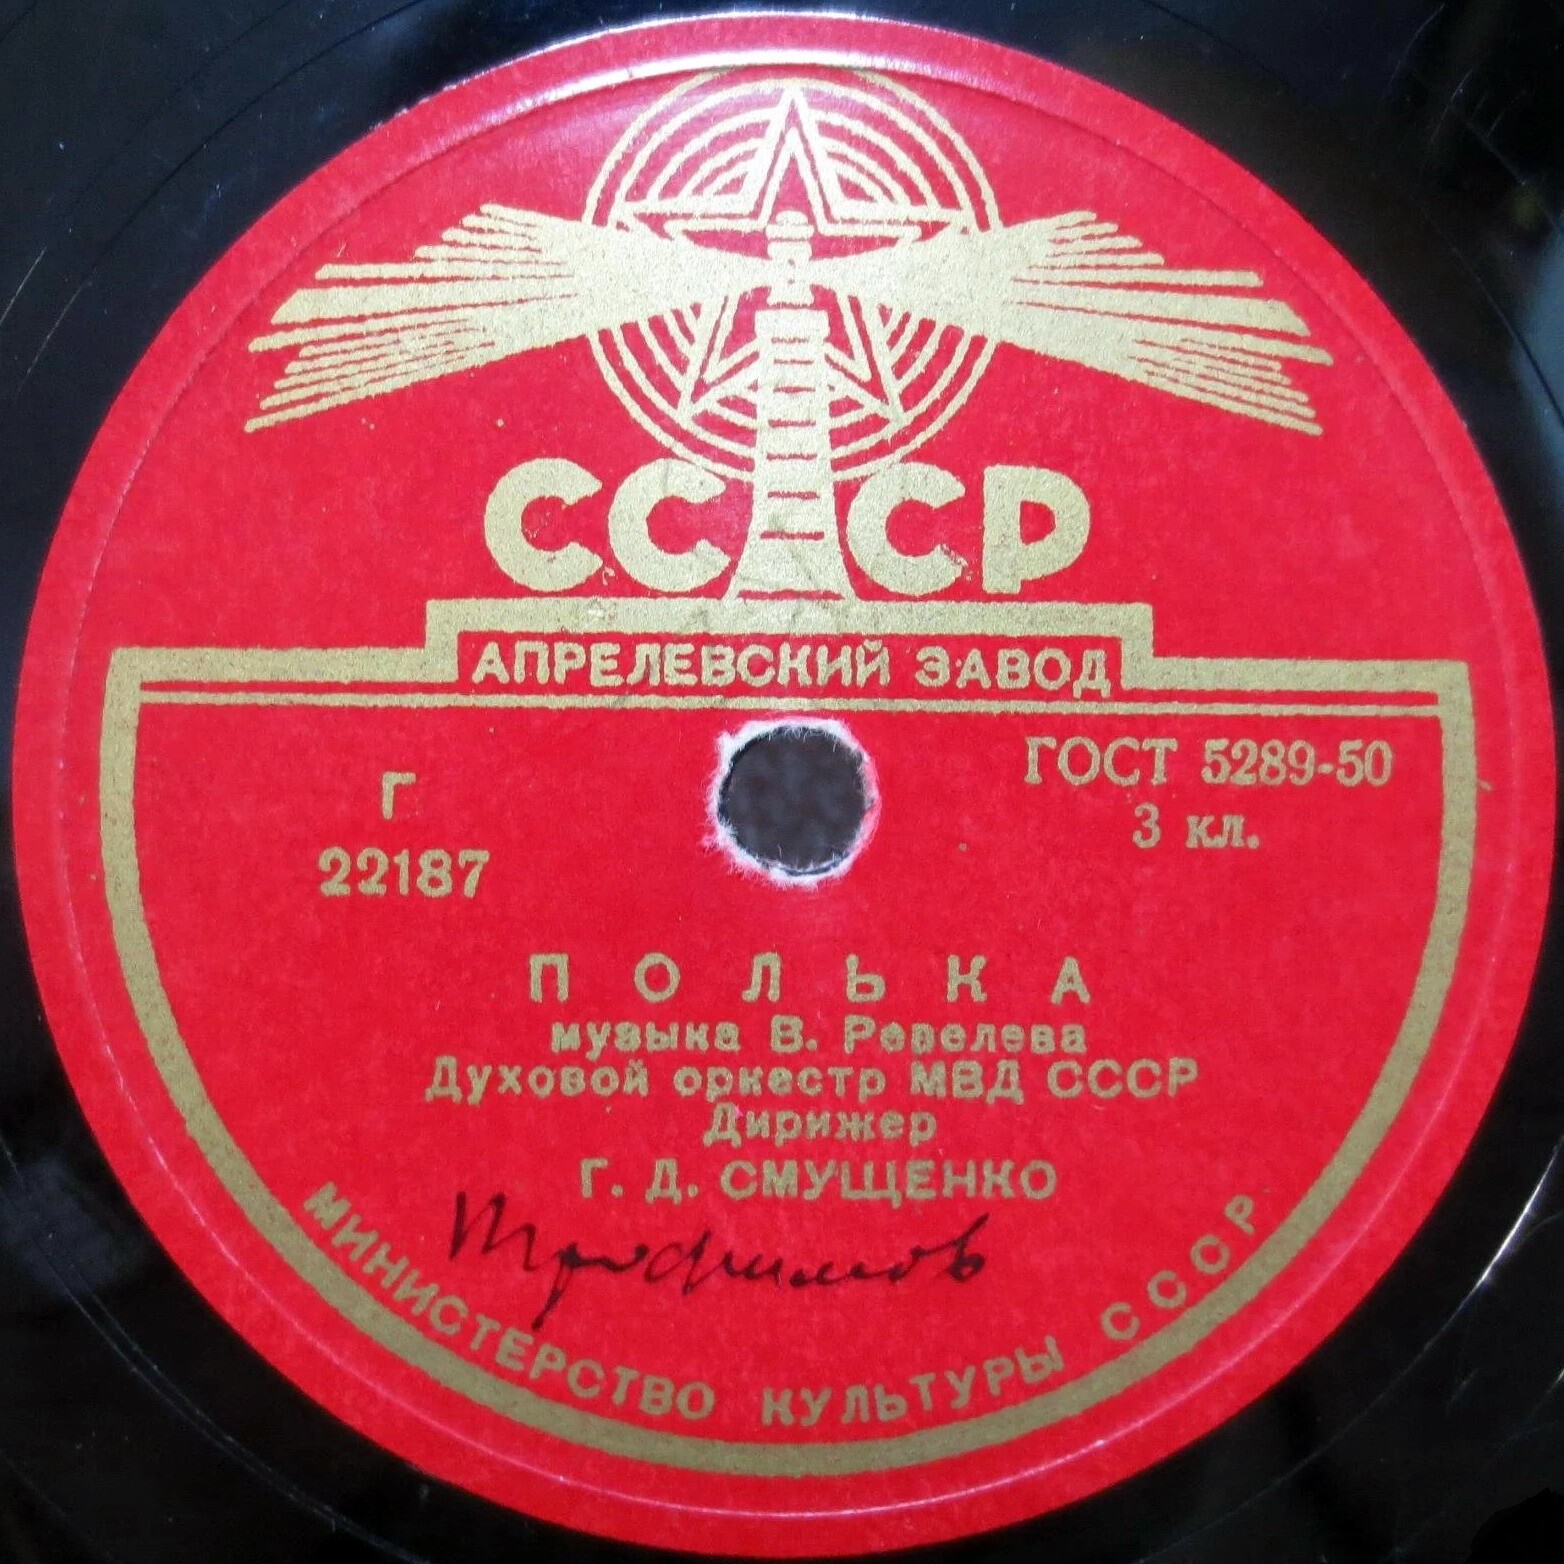 СССР
АПРЕЛЕВСКИЙ ЗАВОД
ГОСТ 5289-50
3 кл.
Г
22187
ПОЛЬКА
музыка В. Ревелева
Духовой оркестр МВД СССР
Дирижер
Г. Д. СМУЩЕНКО
Трофимов
МИНИСТЕРСТВО КУЛЬТУРЫ СССР